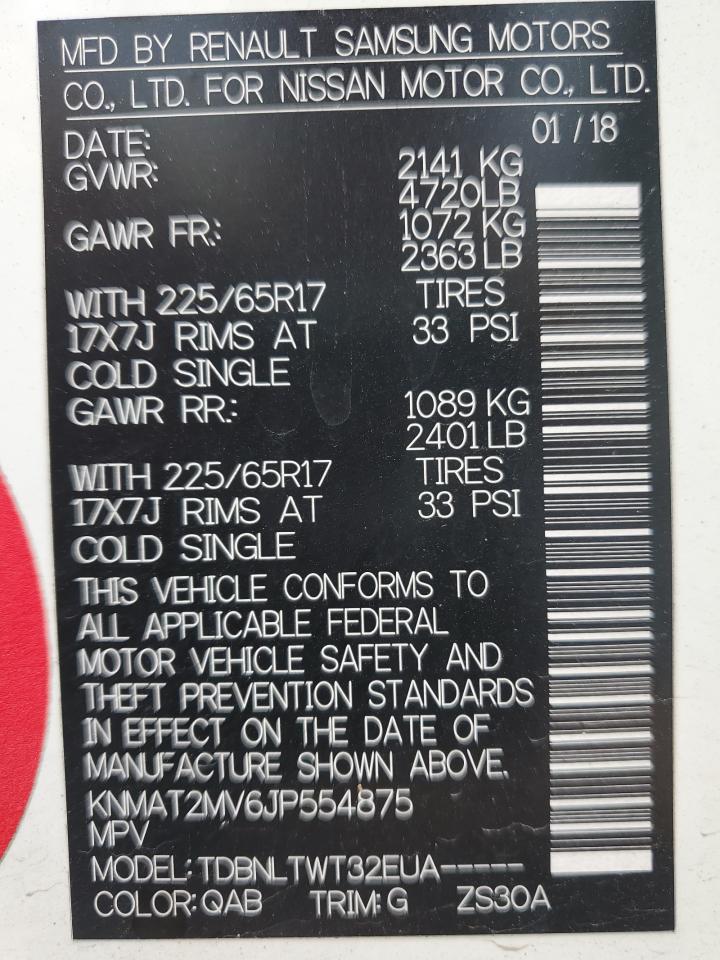 MFD BY RENAULT SAMSUNG MOTORS
CO., LTD. FOR NISSAN MOTOR CO., LTD.
DATE: 01 / 18
GVWR: 2141 KG
4720LB
GAWR FR.: 1072 KG
2363 LB
WITH 225/65R17 TIRES
17X7J RIMS AT 33 PSI
COLD SINGLE
GAWR RR.: 1089 KG
2401 LB
WITH 225/65R17 TIRES
17X7J RIMS AT 33 PSI
COLD SINGLE
THIS VEHICLE CONFORMS TO
ALL APPLICABLE FEDERAL
MOTOR VEHICLE SAFETY AND
THEFT PREVENTION STANDARDS
IN EFFECT ON THE DATE OF
MANUFACTURE SHOWN ABOVE.
KNMAT2MV6JP554875
MPV
MODEL: TDBNLTWT32EUA-----
COLOR: QAB TRIM: G ZS30A